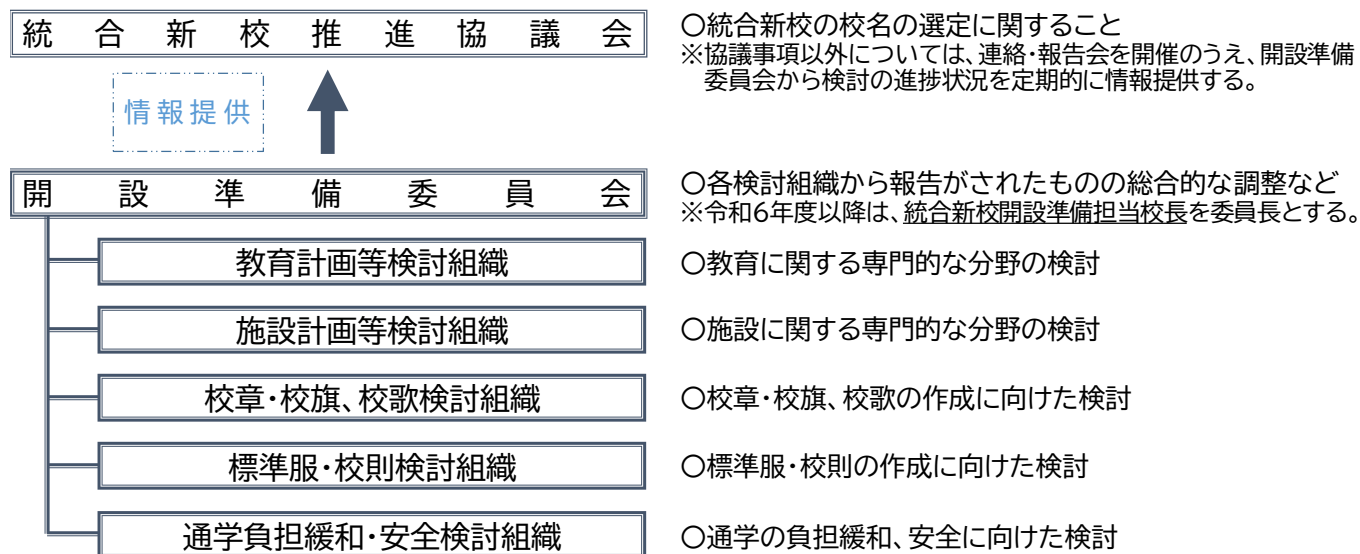 統合新校推進協議会
〇統合新校の校名の選定に関すること
※協議事項以外については、連絡・報告会を開催のうえ、開設準備
委員会から検討の進捗状況を定期的に情報提供する。
情報提供
開設準備委員会
〇各検討組織から報告がされたものの総合的な調整など
※令和6年度以降は、統合新校開設準備担当校長を委員長とする。
教育計画等検討組織
〇教育に関する専門的な分野の検討
施設計画等検討組織
〇施設に関する専門的な分野の検討
校章・校旗、校歌検討組織
〇校章・校旗、校歌の作成に向けた検討
標準服・校則検討組織
〇標準服・校則の作成に向けた検討
通学負担緩和・安全検討組織
〇通学の負担緩和、安全に向けた検討